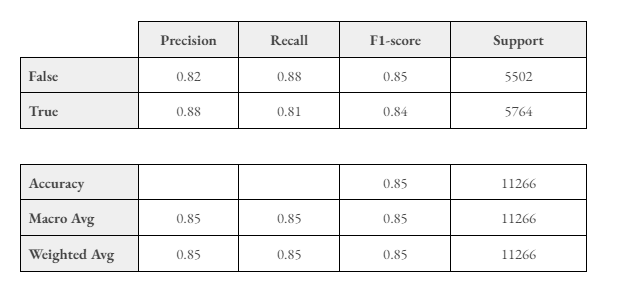 Precision Recall F1-score Support
False 0.82 0.88 0.85 5502
True 0.88 0.81 0.84 5764
Accuracy 0.85 11266
Macro Avg 0.85 0.85 0.85 11266
Weighted Avg 0.85 0.85 0.85 11266